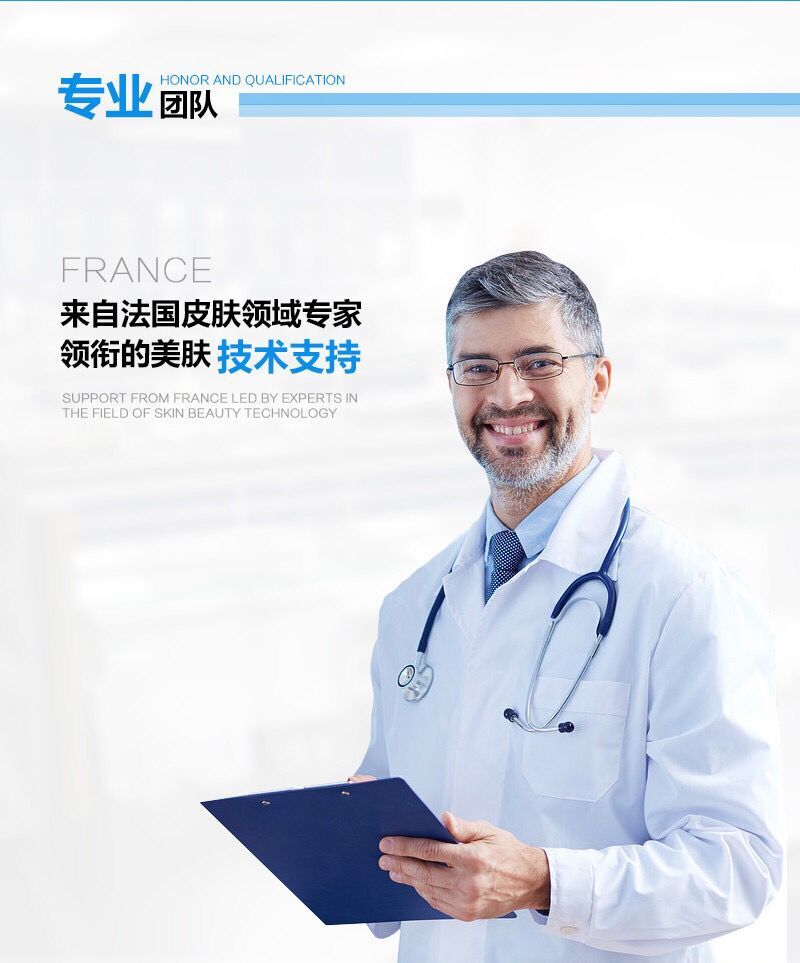 专业
HONOR AND QUALIFICATION
团队
FRANCE
来自法国皮肤领域专家
领衔的美肤 技术支持
SUPPORT FROM FRANCE LED BY EXPERTS IN
THE FIELD OF SKIN BEAUTY TECHNOLOGY